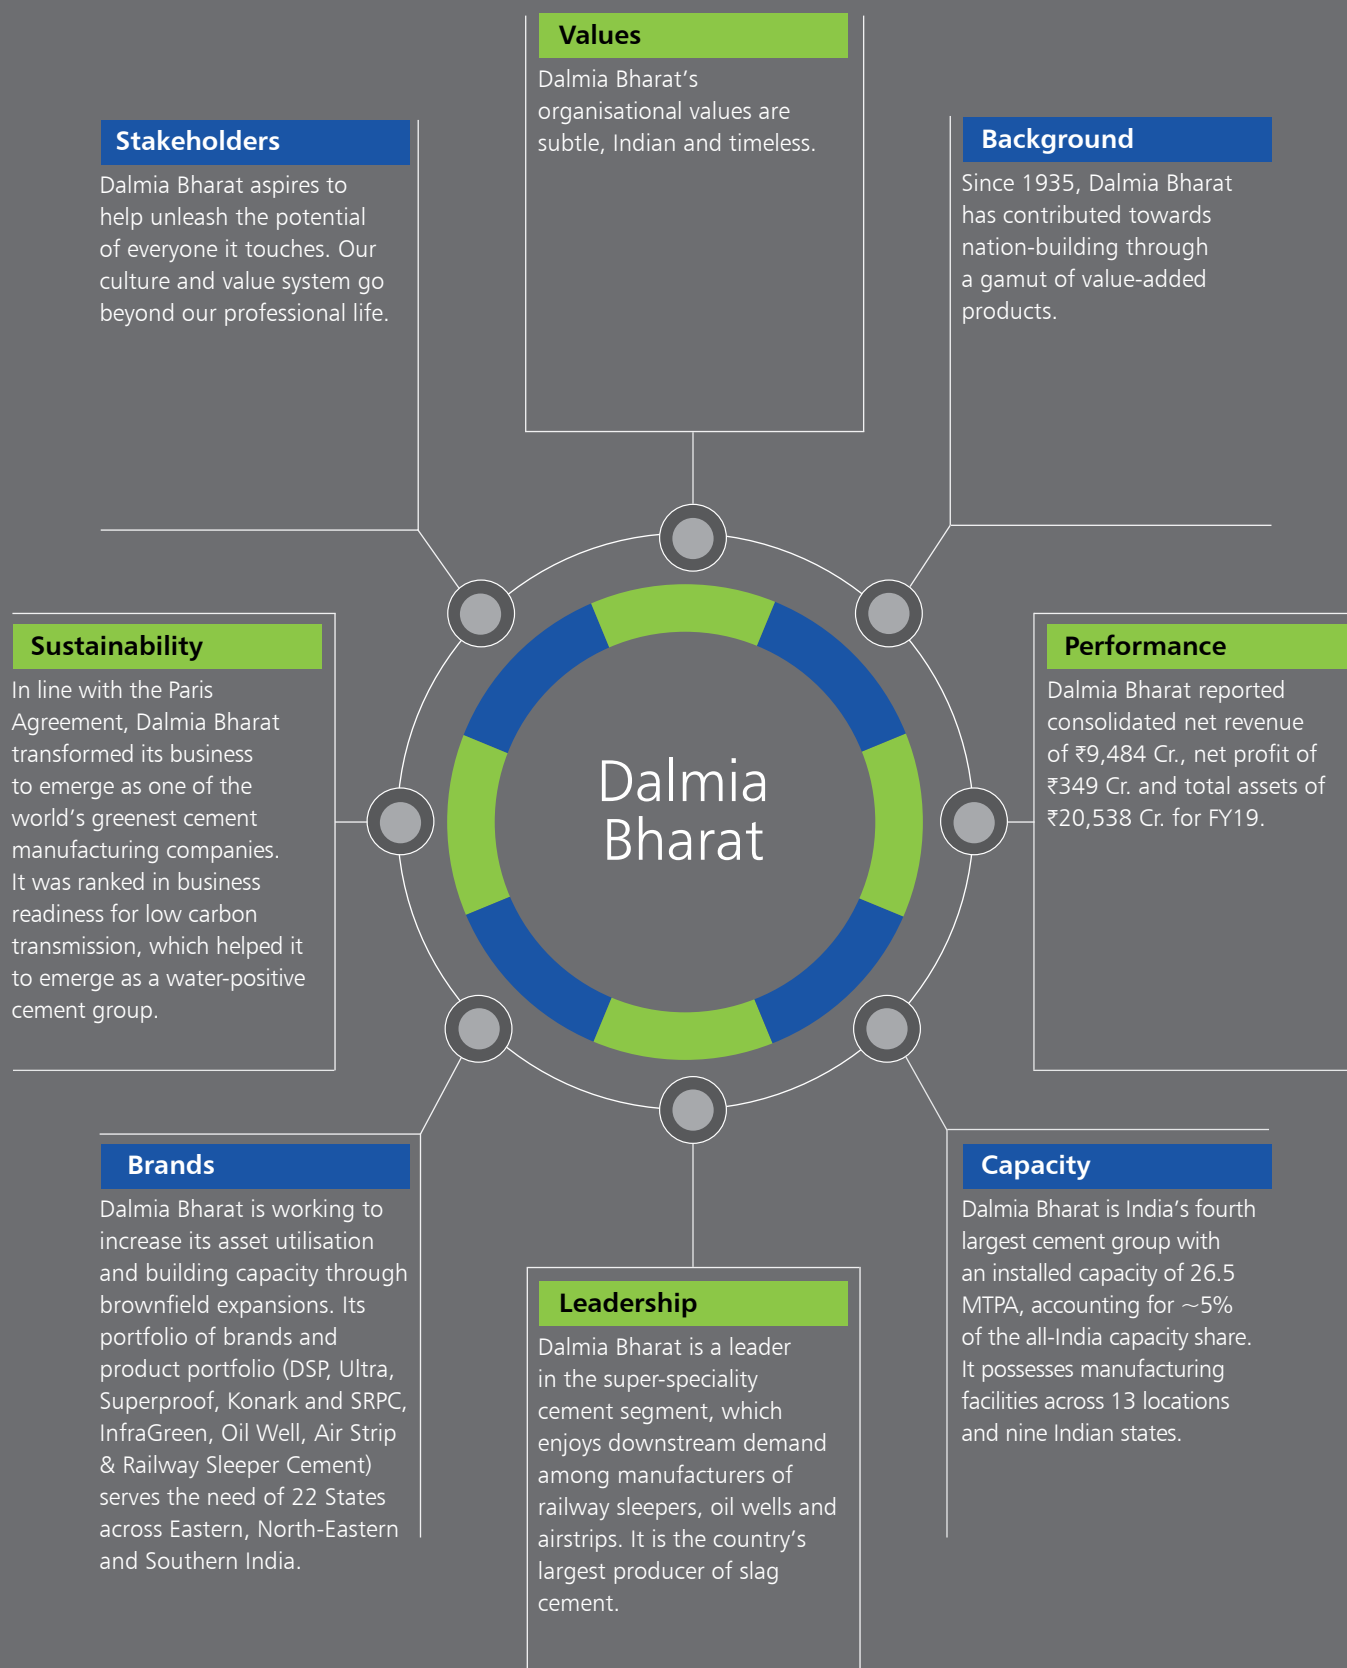 Values
Dalmia Bharat’s
organisational values are
subtle, Indian and timeless.
Stakeholders
Dalmia Bharat aspires to
help unleash the potential
of everyone it touches. Our
culture and value system go
beyond our professional life.
Background
Since 1935, Dalmia Bharat
has contributed towards
nation-building through
a gamut of value-added
products.
Sustainability
In line with the Paris
Agreement, Dalmia Bharat
transformed its business
to emerge as one of the
world’s greenest cement
manufacturing companies.
It was ranked in business
readiness for low carbon
transmission, which helped it
to emerge as a water-positive
cement group.
Dalmia
Bharat
Performance
Dalmia Bharat reported
consolidated net revenue
of ₹9,484 Cr., net profit of
₹349 Cr. and total assets of
₹20,538 Cr. for FY19.
Brands
Dalmia Bharat is working to
increase its asset utilisation
and building capacity through
brownfield expansions. Its
portfolio of brands and
product portfolio (DSP, Ultra,
Superproof, Konark and SRPC,
InfraGreen, Oil Well, Air Strip
& Railway Sleeper Cement)
serves the need of 22 States
across Eastern, North-Eastern
and Southern India.
Leadership
Dalmia Bharat is a leader
in the super-speciality
cement segment, which
enjoys downstream demand
among manufacturers of
railway sleepers, oil wells and
airstrips. It is the country’s
largest producer of slag
cement.
Capacity
Dalmia Bharat is India’s fourth
largest cement group with
an installed capacity of 26.5
MTPA, accounting for ~5%
of the all-India capacity share.
It possesses manufacturing
facilities across 13 locations
and nine Indian states.